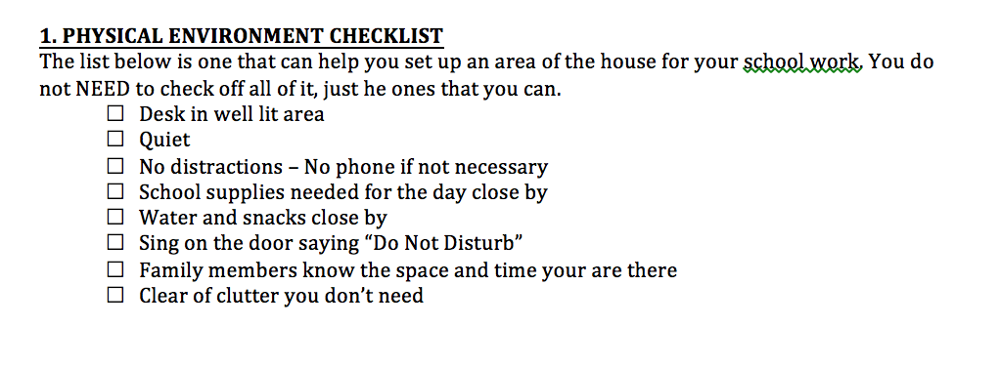 1. PHYSICAL ENVIRONMENT CHECKLIST
The list below is one that can help you set up an area of the house for your school work. You do
not NEED to check off all of it, just he ones that you can.
☐ Desk in well lit area
☐ Quiet
☐ No distractions – No phone if not necessary
☐ School supplies needed for the day close by
☐ Water and snacks close by
☐ Sing on the door saying “Do Not Disturb”
☐ Family members know the space and time your are there
☐ Clear of clutter you don’t need